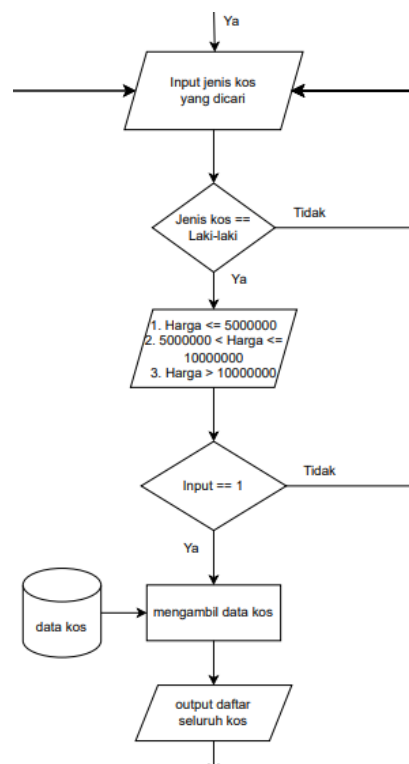 Ya
Input jenis kos
yang dicari
Jenis kos ==
Laki-laki
Tidak
Ya
1. Harga <= 5000000
2. 5000000 < Harga <=
10000000
3. Harga > 10000000
Input == 1
Tidak
Ya
data kos
mengambil data kos
output daftar
seluruh kos